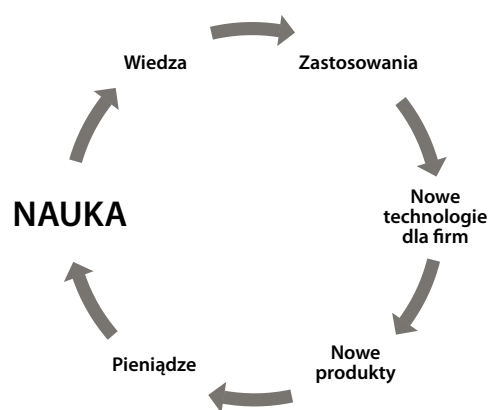 Wiedza
Zastosowania
NAUKA
Nowe
technologie
dla firm
Pieniądze
Nowe
produkty